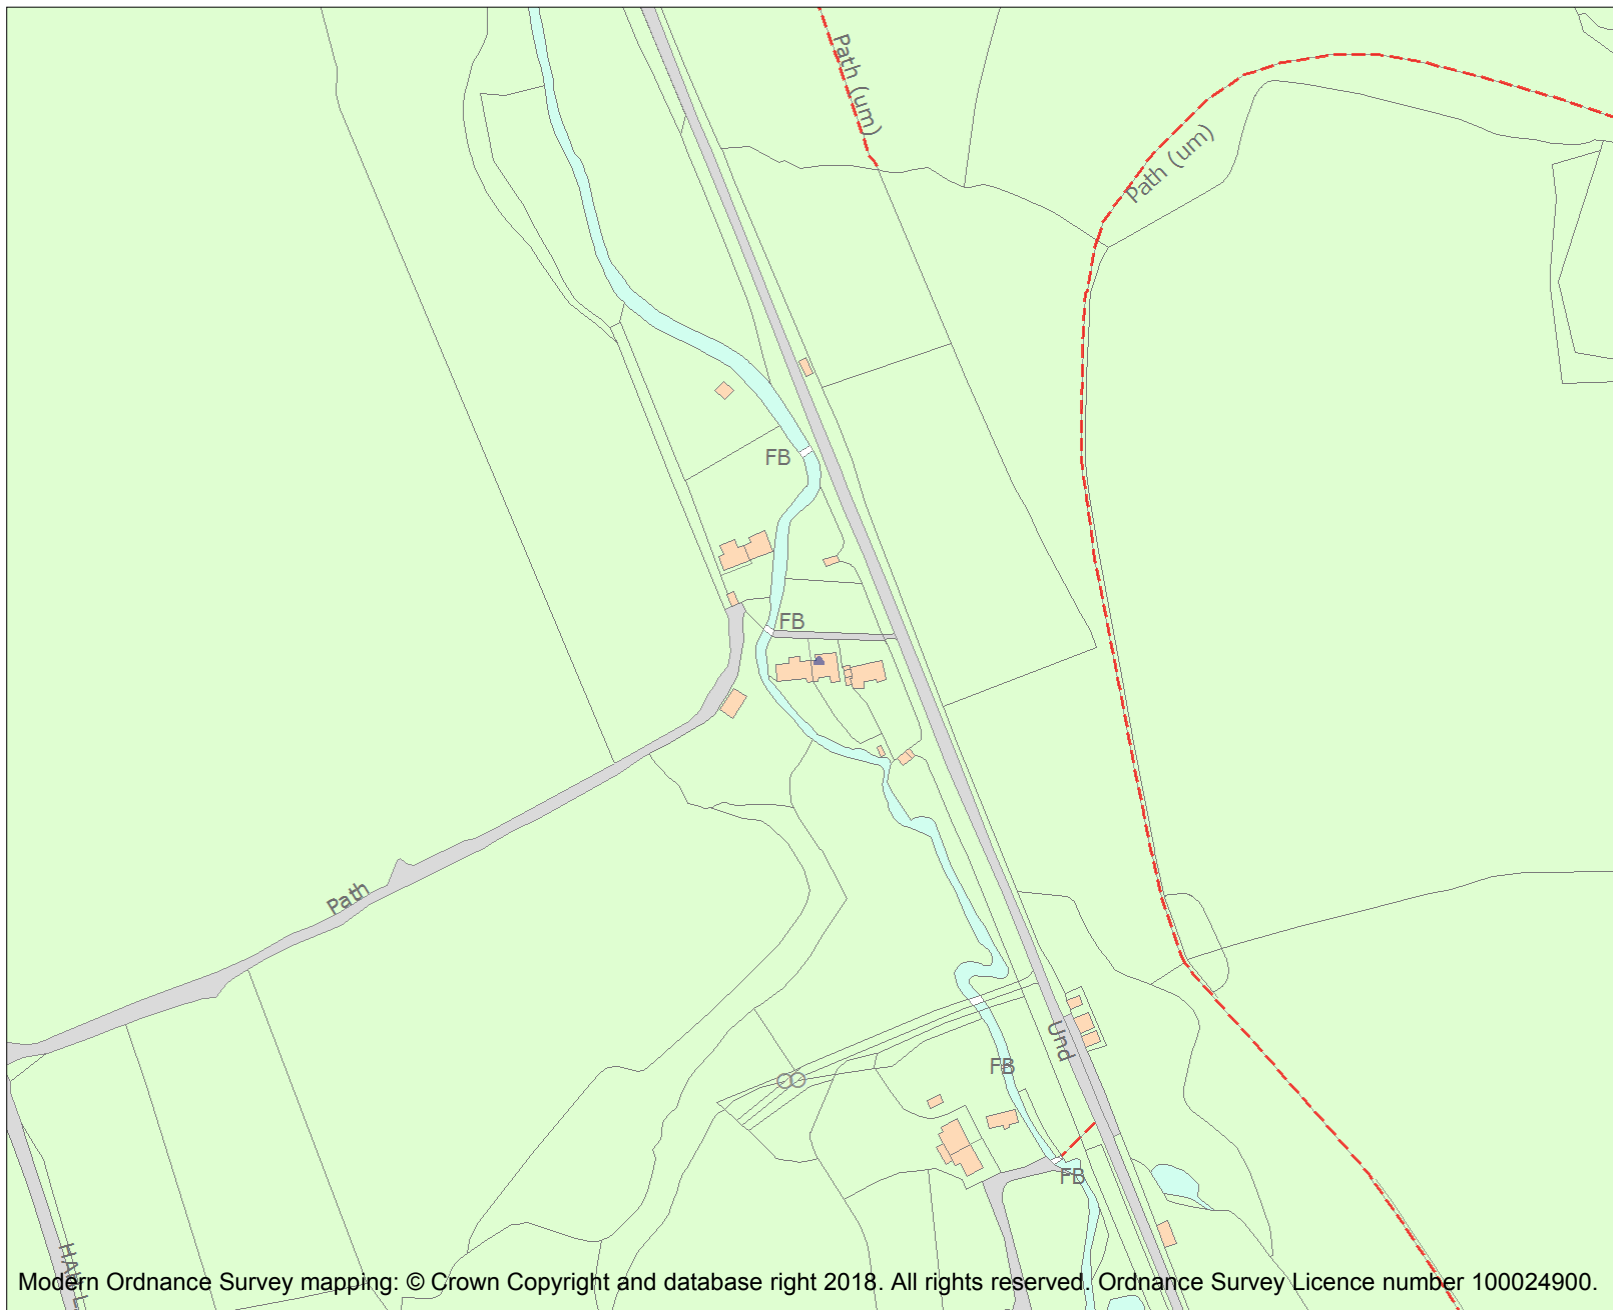 Path (um)
Path (um)
FB
FB
Path
Und
FB
FB
Modern Ordnance Survey mapping: © Crown Copyright and database right 2018. All rights reserved. Ordnance Survey Licence number 100024900.